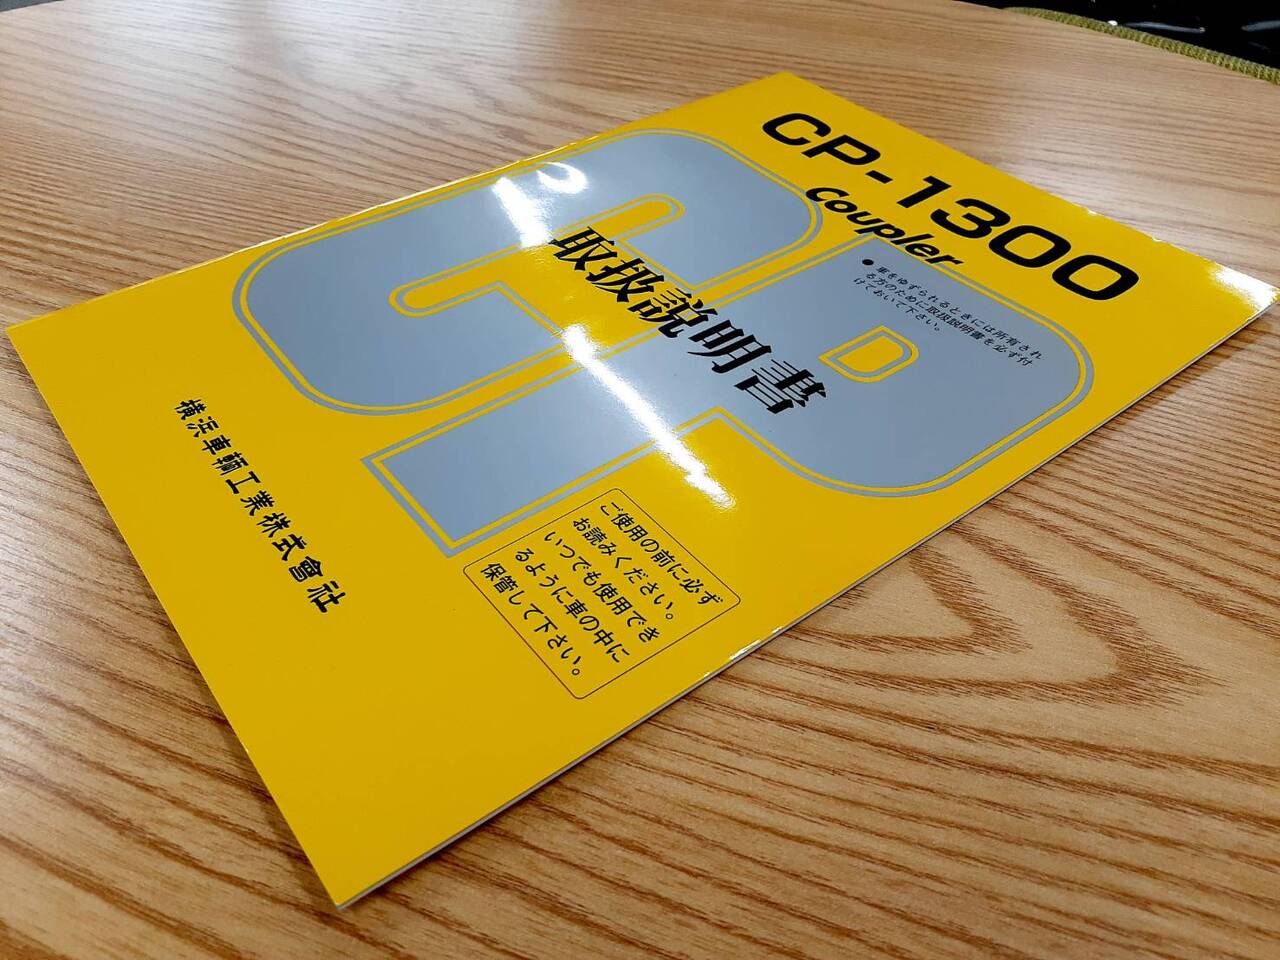 CP-1300
Coupler
● 車をゆずられるときには所有され
る方のために取扱説明書を必ず付
けておいて下さい。
CP
取扱説明書
ご使用の前に必ず
お読みください。
いつでも使用でき
るように車の中に
保管して下さい。
横浜車輛工業株式會社